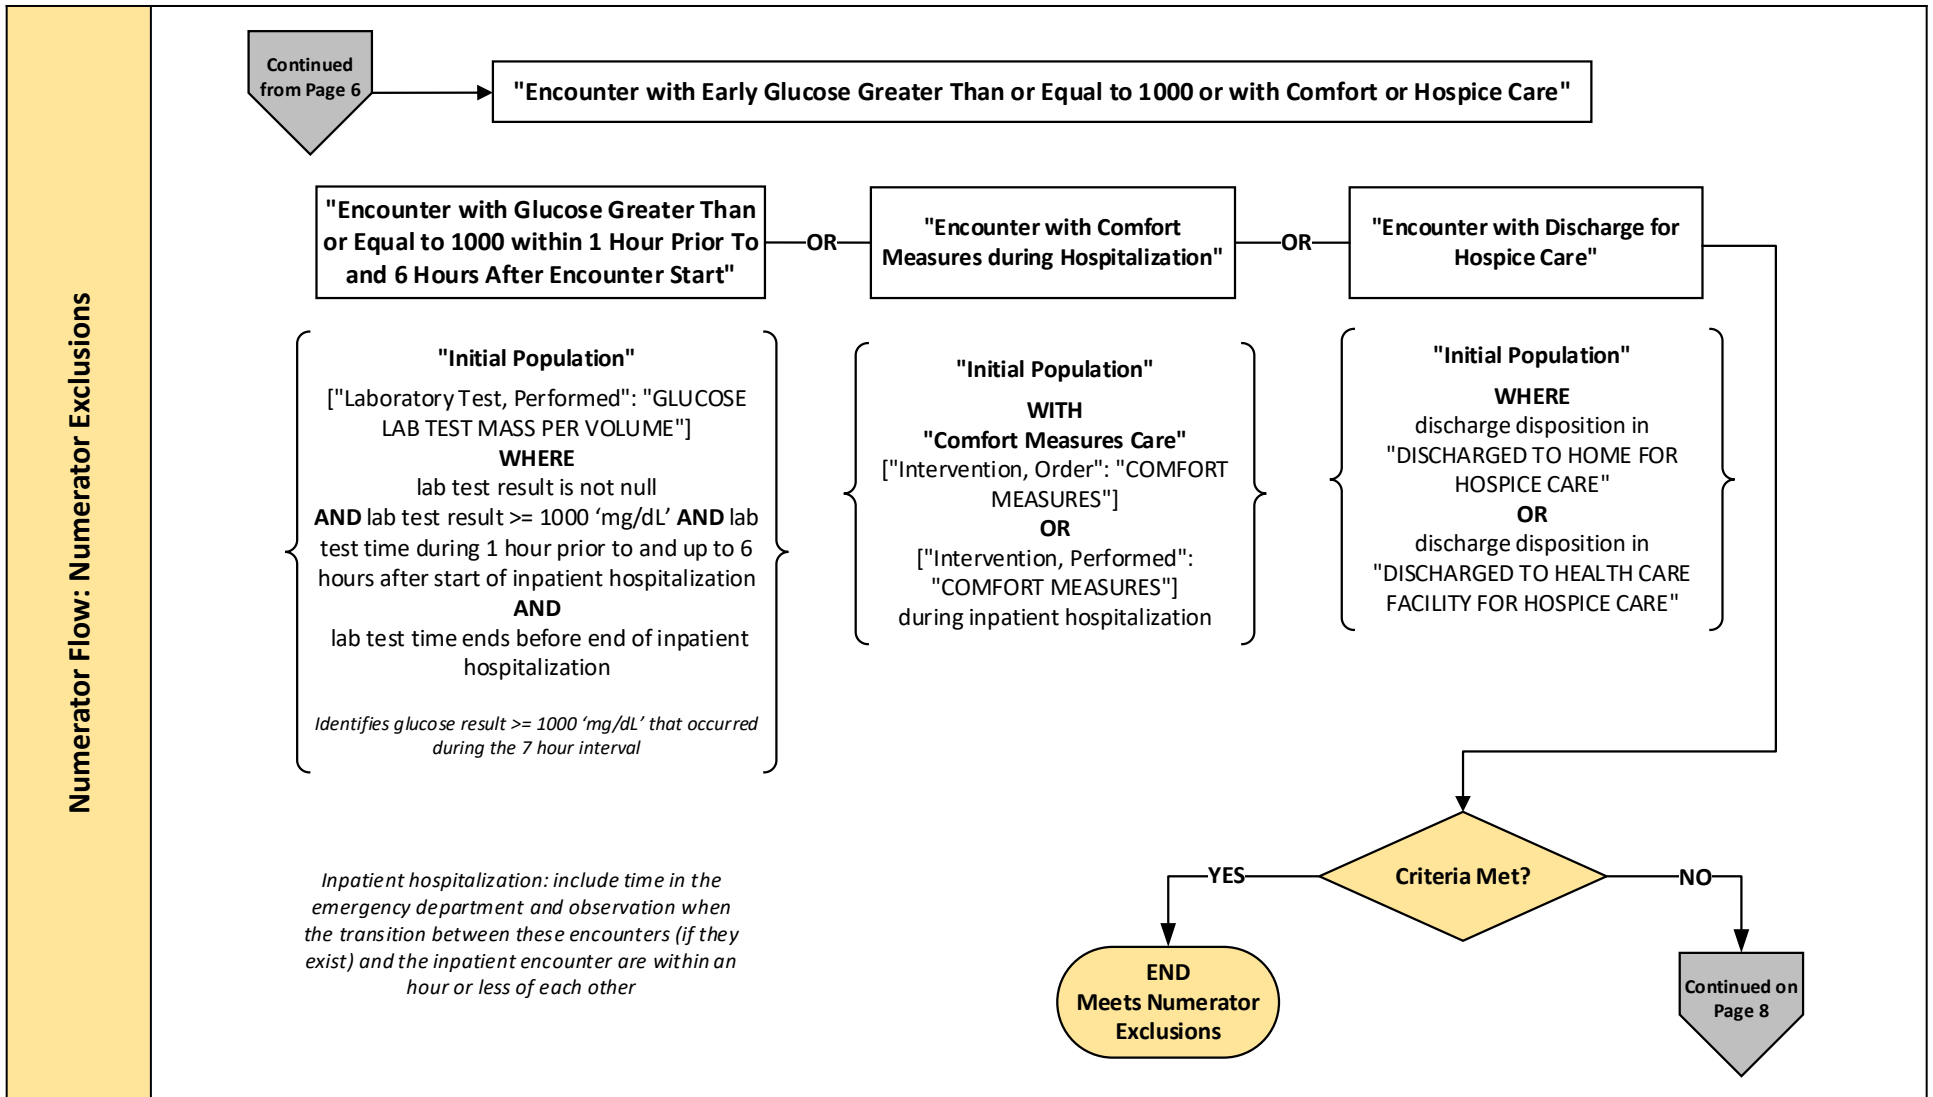 Numerator Flow: Numerator Exclusions
Continued
from Page 6
"Encounter with Early Glucose Greater Than or Equal to 1000 or with Comfort or Hospice Care"
"Encounter with Glucose Greater Than
or Equal to 1000 within 1 Hour Prior To
and 6 Hours After Encounter Start"
OR
"Encounter with Comfort
Measures during Hospitalization"
OR
"Encounter with Discharge for
Hospice Care"
"Initial Population"
["Laboratory Test, Performed": "GLUCOSE
LAB TEST MASS PER VOLUME"]
WHERE
lab test result is not null
AND lab test result >= 1000 ‘mg/dL’ AND lab
test time during 1 hour prior to and up to 6
hours after start of inpatient hospitalization
AND
lab test time ends before end of inpatient
hospitalization
Identifies glucose result >= 1000 ‘mg/dL’ that occurred
during the 7 hour interval
"Initial Population"
WITH
"Comfort Measures Care"
["Intervention, Order": "COMFORT
MEASURES"]
OR
["Intervention, Performed":
"COMFORT MEASURES"]
during inpatient hospitalization
"Initial Population"
WHERE
discharge disposition in
"DISCHARGED TO HOME FOR
HOSPICE CARE"
OR
discharge disposition in
"DISCHARGED TO HEALTH CARE
FACILITY FOR HOSPICE CARE"
Inpatient hospitalization: include time in the
emergency department and observation when
the transition between these encounters (if they
exist) and the inpatient encounter are within an
hour or less of each other
Criteria Met?
YES
NO
END
Meets Numerator
Exclusions
Continued on
Page 8